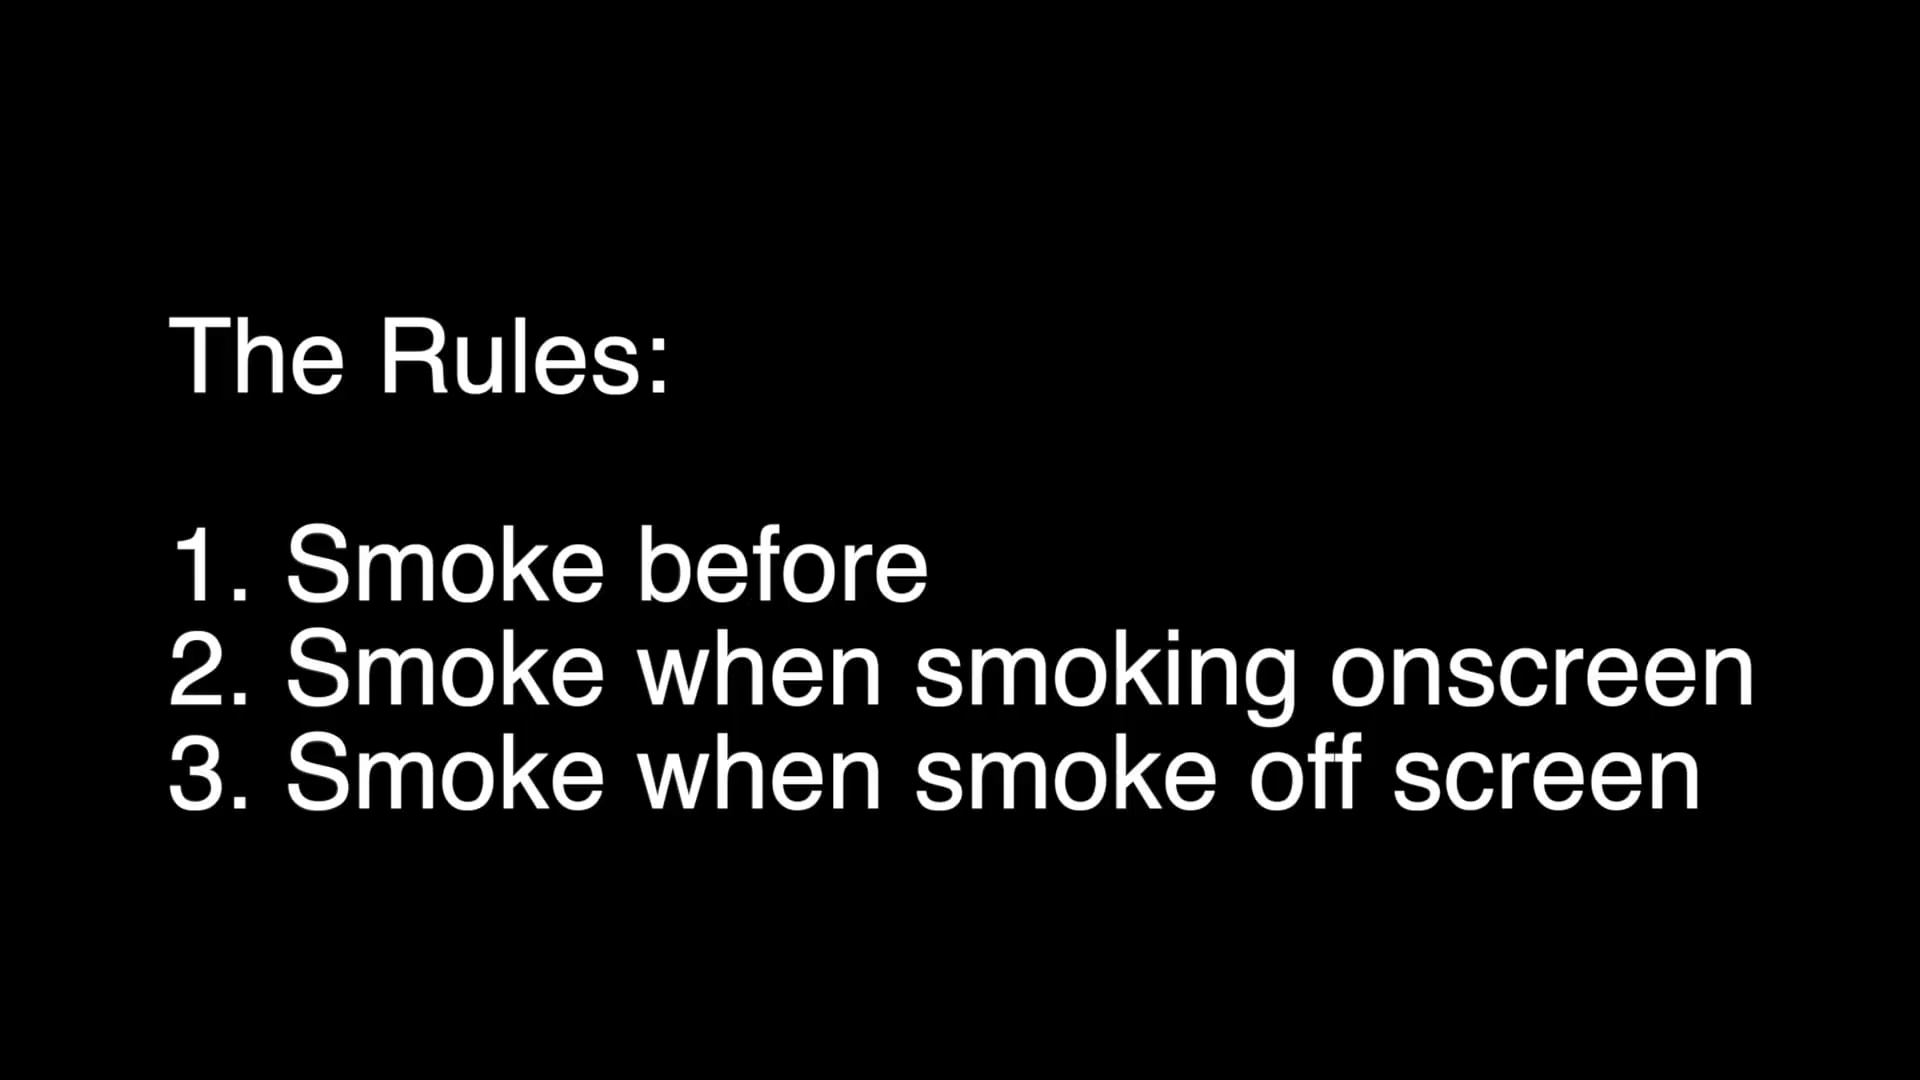 The Rules:
1. Smoke before
2. Smoke when smoking onscreen
3. Smoke when smoke off screen